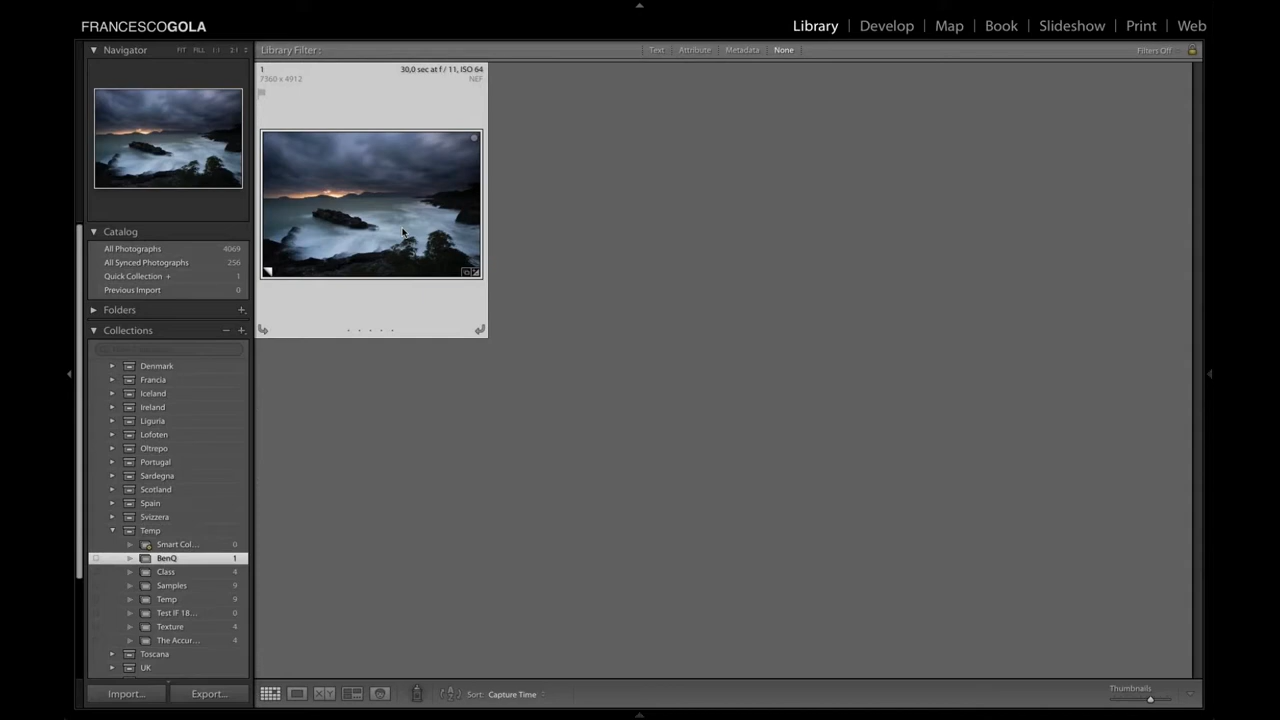 FRANCESCOGOLA
Library | Develop | Map | Book | Slideshow | Print | Web
Navigator FIT FILL 1:1 2:1
Library Filter : Text Attribute Metadata None Filters Off
1 30,0 sec at f / 11, ISO 64
7360 x 4912 NEF
Catalog
All Photographs 4069
All Synced Photographs 256
Quick Collection + 1
Previous Import 0
Folders +
Collections − +
Denmark
Francia
Iceland
Ireland
Liguria
Lofoten
Oltrepo
Portugal
Sardegna
Scotland
Spain
Svizzera
Temp
Smart Col... 0
BenQ 1
Class 4
Samples 9
Temp 9
Test IF 18... 0
Texture 4
The Accur... 4
Toscana
UK
Import... Export... XY Sort: Capture Time Thumbnails